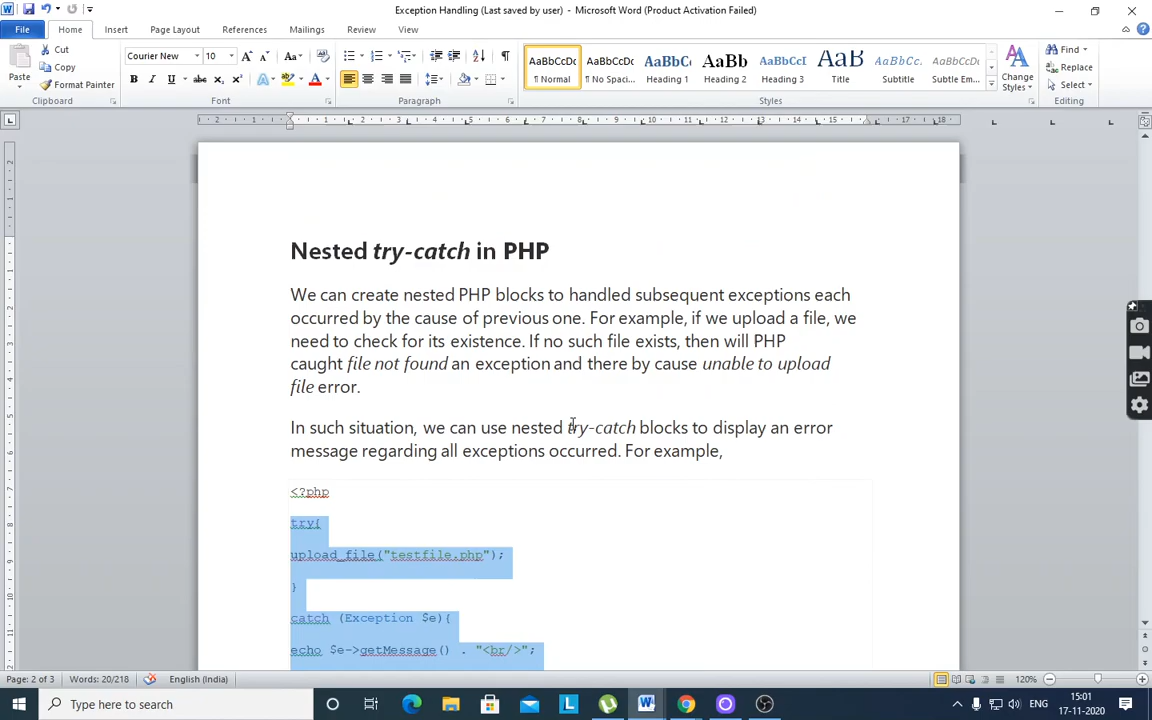 Exception Handling (Last saved by user) - Microsoft Word (Product Activation Failed)
File Home Insert Page Layout References Mailings Review View
Paste
Cut
Copy
Format Painter
Clipboard
Courier New 10
Font
Paragraph
AaBbCcDc AaBbCcDc AaBbC AaBb AaBbCcI AaB AaBbCc. AaBbCcDc
¶ Normal ¶ No Spaci... Heading 1 Heading 2 Heading 3 Title Subtitle Subtle Em...
Styles
Change Styles
Find
Replace
Select
Editing
Nested try-catch in PHP
We can create nested PHP blocks to handled subsequent exceptions each
occurred by the cause of previous one. For example, if we upload a file, we
need to check for its existence. If no such file exists, then will PHP
caught file not found an exception and there by cause unable to upload
file error.
In such situation, we can use nested try-catch blocks to display an error
message regarding all exceptions occurred. For example,
<?php
try{
upload_file("testfile.php");
}
catch (Exception $e){
echo $e->getMessage() . "<br/>";
Page: 2 of 3 Words: 20/218 English (India) 120%
Type here to search
ENG
15:01
17-11-2020